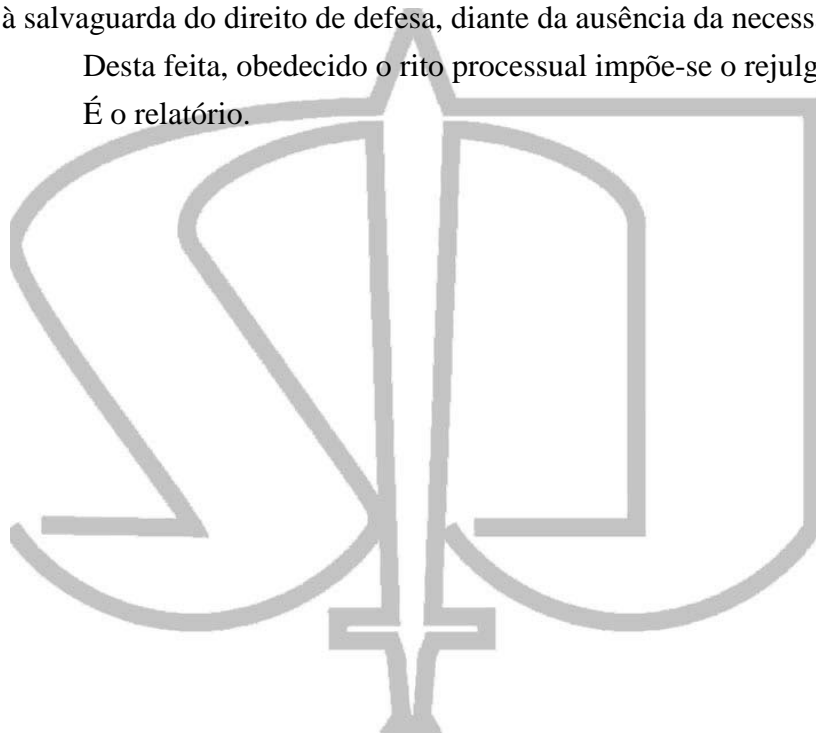 à salvaguarda do direito de defesa, diante da ausência da necess
Desta feita, obedecido o rito processual impõe-se o rejulg
É o relatório.